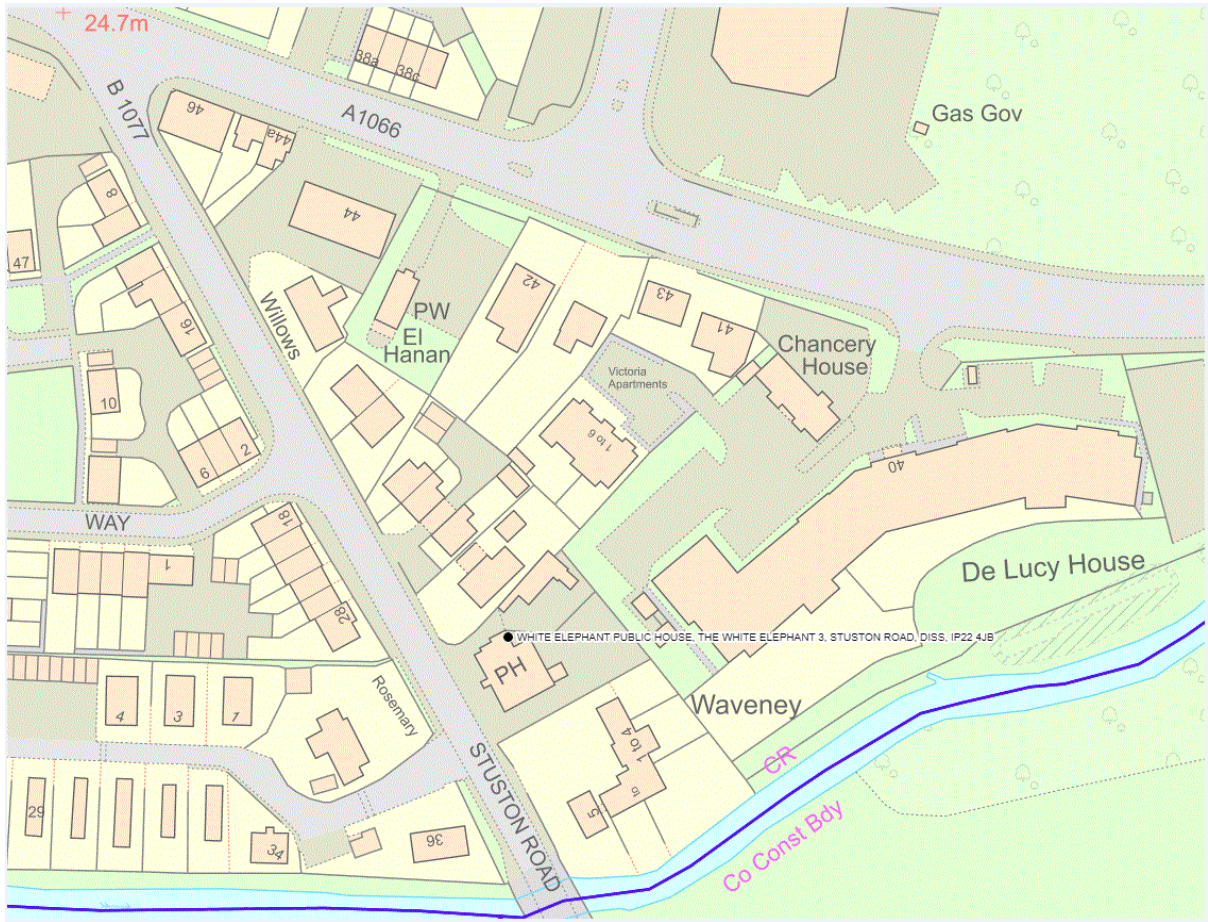 24.7m
38a
38c
B 1077
A1066
46
44a
Gas Gov
8
44
47
42
43
Willows
PW
41
El
Hanan
16
Chancery
House
Victoria
Apartments
10
2
1 to 6
6
40
WAY
18
1
De Lucy House
28
WHITE ELEPHANT PUBLIC HOUSE, THE WHITE ELEPHANT 3, STUSTON ROAD, DISS, IP22 4JB
PH
Roseman
4
3
1
Waveney
1 to 4
CR
STUSTON ROAD
5
29
15
Co Const Bdy
36
34